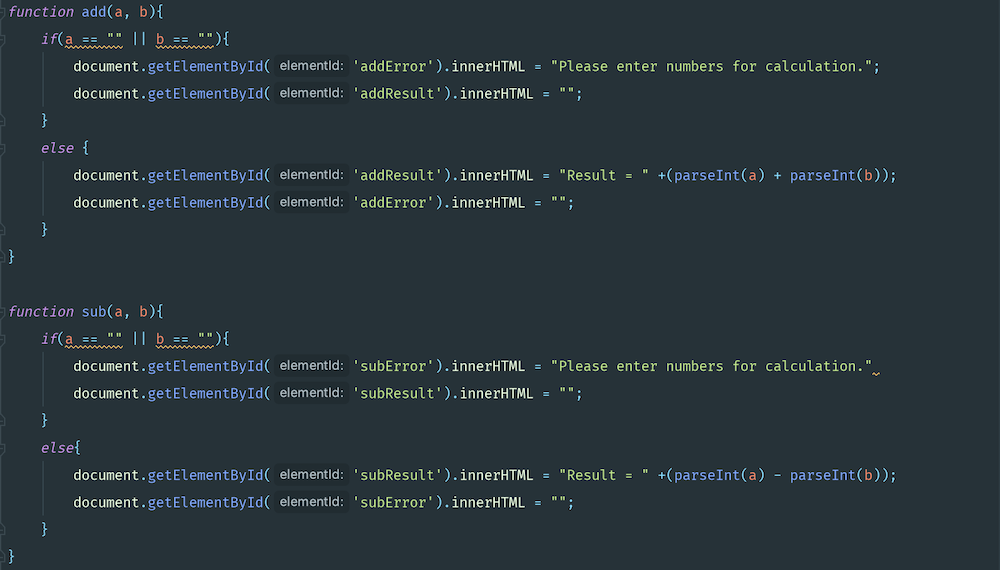 function add(a, b){
if(a == "" || b == ""){
document.getElementById( elementId: 'addError').innerHTML = "Please enter numbers for calculation.";
document.getElementById( elementId: 'addResult').innerHTML = "";
}
else {
document.getElementById( elementId: 'addResult').innerHTML = "Result = " +(parseInt(a) + parseInt(b));
document.getElementById( elementId: 'addError').innerHTML = "";
}
}
function sub(a, b){
if(a == "" || b == ""){
document.getElementById( elementId: 'subError').innerHTML = "Please enter numbers for calculation."
document.getElementById( elementId: 'subResult').innerHTML = "";
}
else{
document.getElementById( elementId: 'subResult').innerHTML = "Result = " +(parseInt(a) - parseInt(b));
document.getElementById( elementId: 'subError').innerHTML = "";
}
}